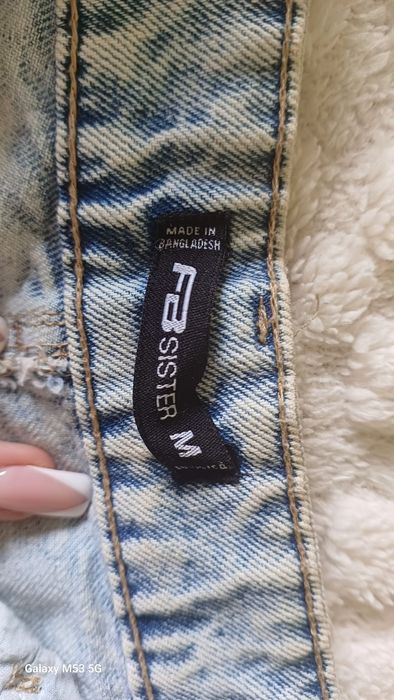 MADE IN
BANGLADESH
FB SISTER
M
Galaxy M53 5G